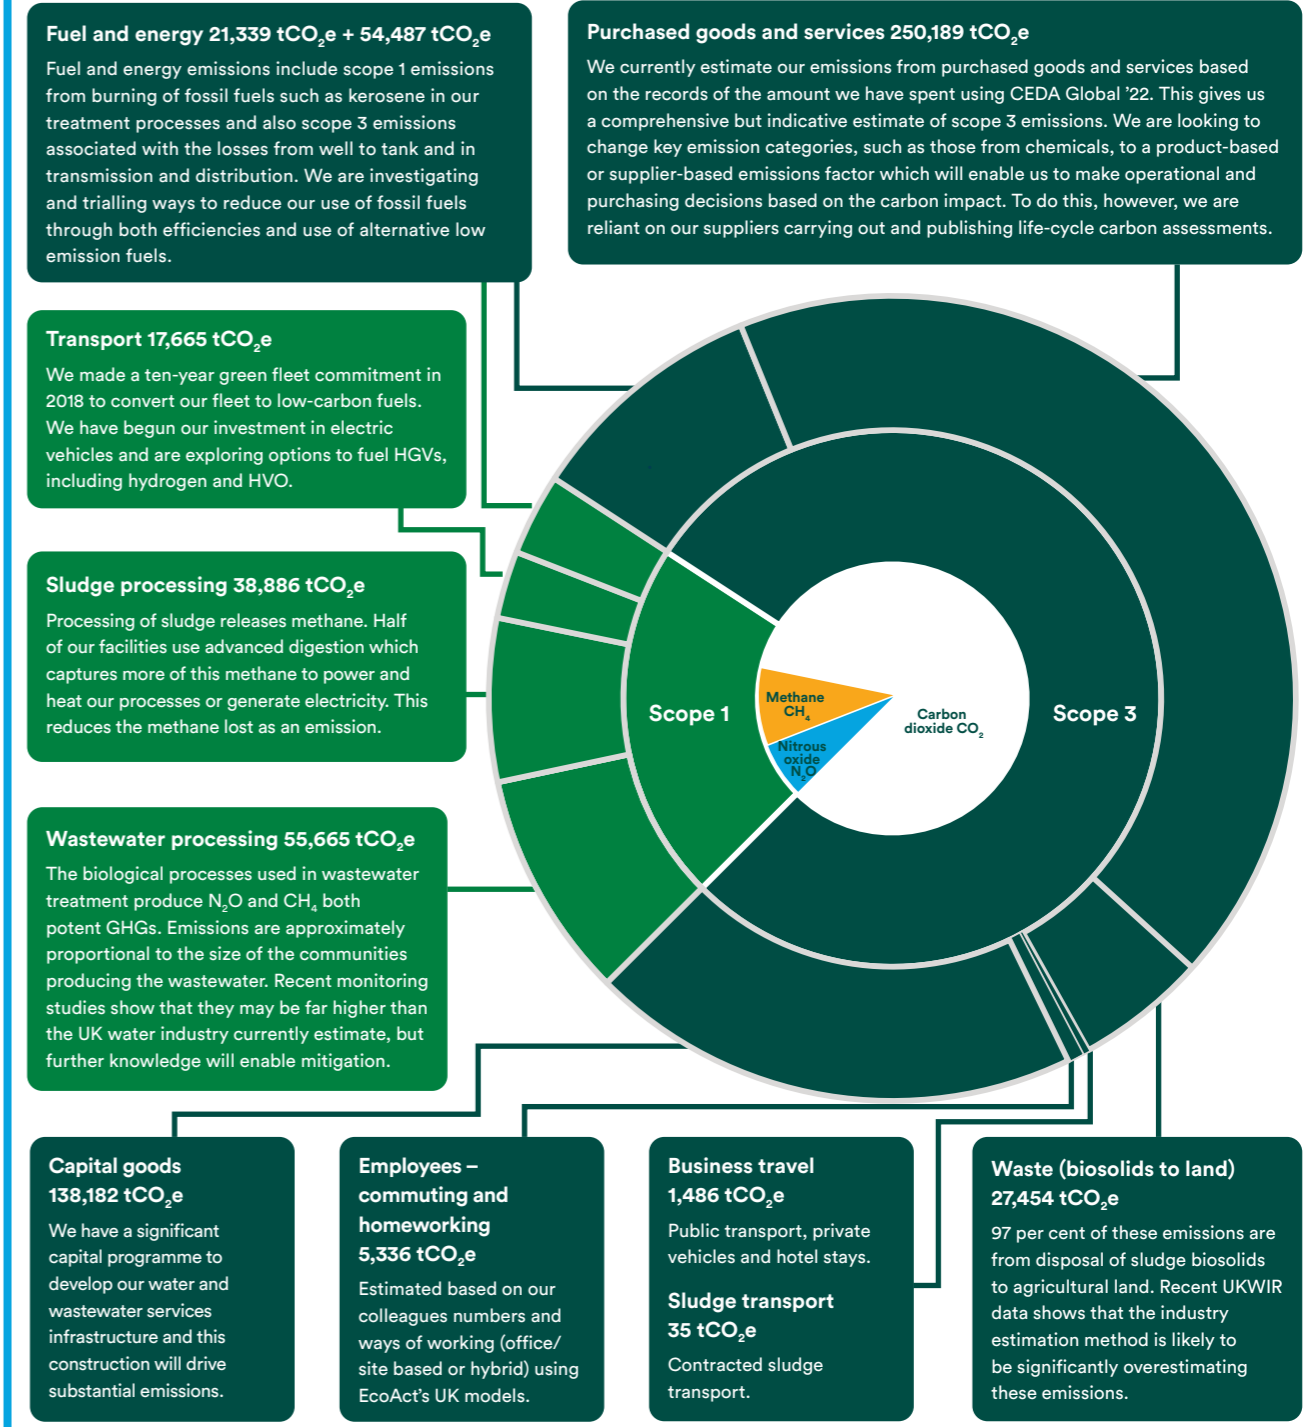 Fuel and energy 21,339 tCO₂e + 54,487 tCO₂e
Fuel and energy emissions include scope 1 emissions
from burning of fossil fuels such as kerosene in our
treatment processes and also scope 3 emissions
associated with the losses from well to tank and in
transmission and distribution. We are investigating
and trialling ways to reduce our use of fossil fuels
through both efficiencies and use of alternative low
emission fuels.
Purchased goods and services 250,189 tCO₂e
We currently estimate our emissions from purchased goods and services based
on the records of the amount we have spent using CEDA Global ’22. This gives us
a comprehensive but indicative estimate of scope 3 emissions. We are looking to
change key emission categories, such as those from chemicals, to a product-based
or supplier-based emissions factor which will enable us to make operational and
purchasing decisions based on the carbon impact. To do this, however, we are
reliant on our suppliers carrying out and publishing life-cycle carbon assessments.
Transport 17,665 tCO₂e
We made a ten-year green fleet commitment in
2018 to convert our fleet to low-carbon fuels.
We have begun our investment in electric
vehicles and are exploring options to fuel HGVs,
including hydrogen and HVO.
Sludge processing 38,886 tCO₂e
Processing of sludge releases methane. Half
of our facilities use advanced digestion which
captures more of this methane to power and
heat our processes or generate electricity. This
reduces the methane lost as an emission.
Wastewater processing 55,665 tCO₂e
The biological processes used in wastewater
treatment produce N₂O and CH₄ both
potent GHGs. Emissions are approximately
proportional to the size of the communities
producing the wastewater. Recent monitoring
studies show that they may be far higher than
the UK water industry currently estimate, but
further knowledge will enable mitigation.
Scope 1
Methane
CH₄
Nitrous
oxide
N₂O
Carbon
dioxide CO₂
Scope 3
Capital goods
138,182 tCO₂e
We have a significant
capital programme to
develop our water and
wastewater services
infrastructure and this
construction will drive
substantial emissions.
Employees –
commuting and
homeworking
5,336 tCO₂e
Estimated based on our
colleagues numbers and
ways of working (office/
site based or hybrid) using
EcoAct’s UK models.
Business travel
1,486 tCO₂e
Public transport, private
vehicles and hotel stays.
Sludge transport
35 tCO₂e
Contracted sludge
transport.
Waste (biosolids to land)
27,454 tCO₂e
97 per cent of these emissions are
from disposal of sludge biosolids
to agricultural land. Recent UKWIR
data shows that the industry
estimation method is likely to
be significantly overestimating
these emissions.